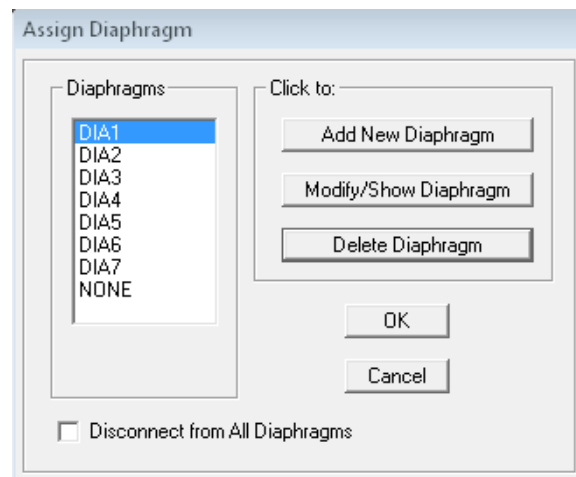 Assign Diaphragm
Diaphragms
DIA1
DIA2
DIA3
DIA4
DIA5
DIA6
DIA7
NONE
Click to:
Add New Diaphragm
Modify/Show Diaphragm
Delete Diaphragm
OK
Cancel
Disconnect from All Diaphragms